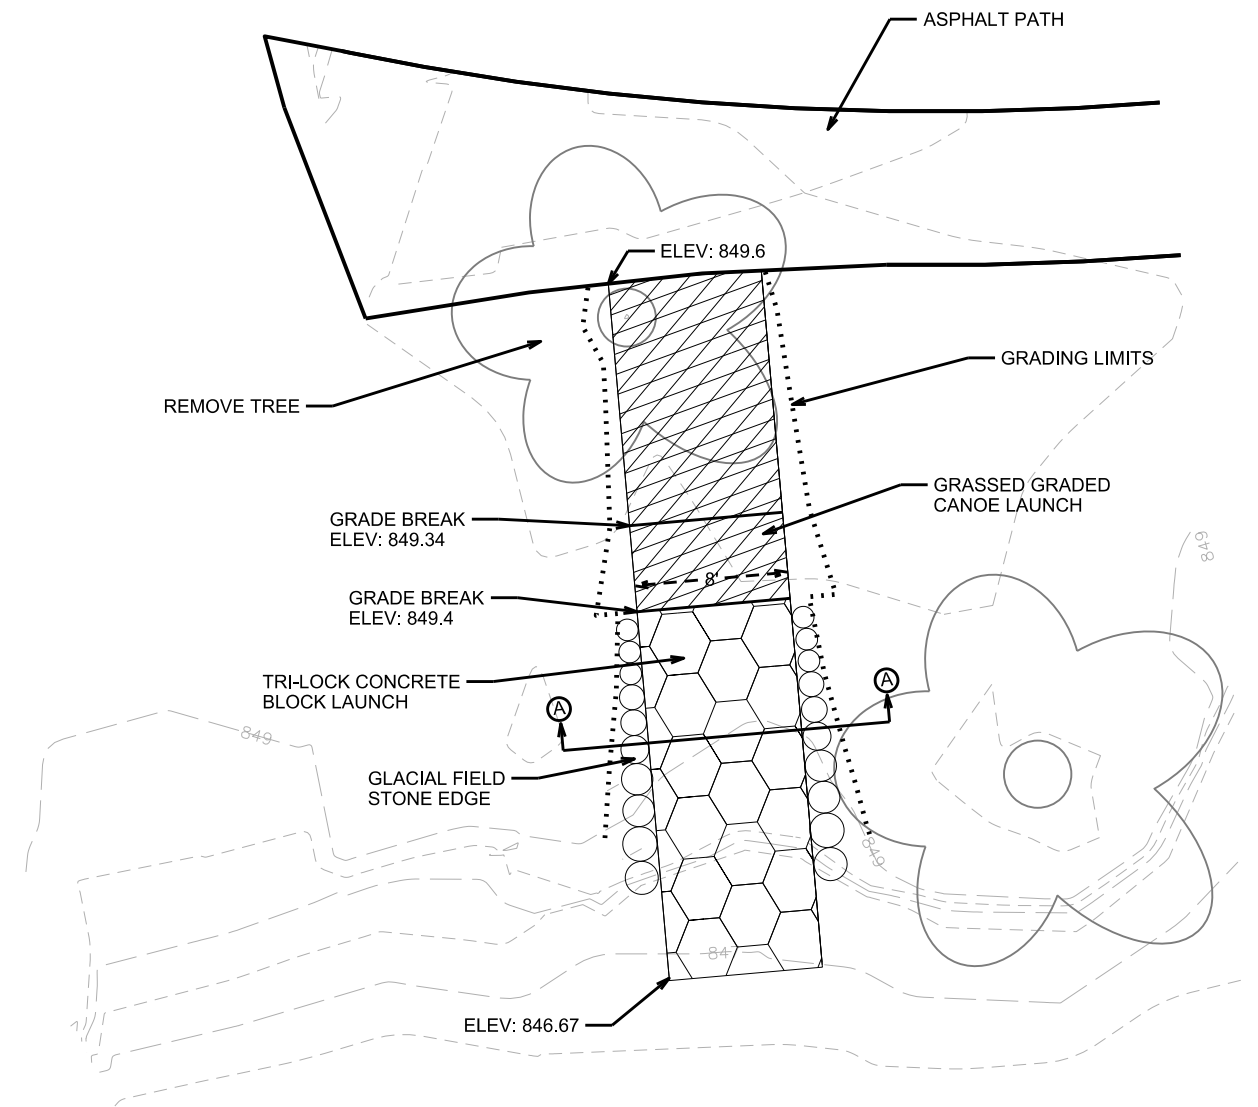 ASPHALT PATH
ELEV: 849.6
GRADING LIMITS
REMOVE TREE
GRASSED GRADED
CANOE LAUNCH
GRADE BREAK
ELEV: 849.34
849
8'
GRADE BREAK
ELEV: 849.4
TRI-LOCK CONCRETE
BLOCK LAUNCH
A
A
849
GLACIAL FIELD
STONE EDGE
849
84
ELEV: 846.67